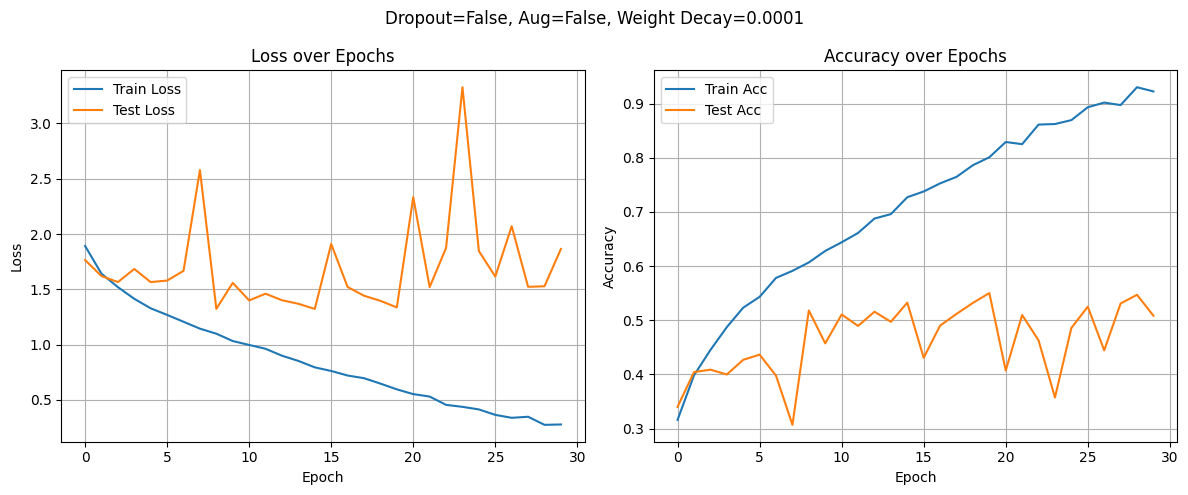 Dropout=False, Aug=False, Weight Decay=0.0001
Loss over Epochs
Train Loss
Test Loss
3.0
2.5
2.0
1.5
1.0
0.5
Loss
0
5
10
15
20
25
30
Epoch
Accuracy over Epochs
Train Acc
Test Acc
0.9
0.8
0.7
0.6
0.5
0.4
0.3
Accuracy
0
5
10
15
20
25
30
Epoch